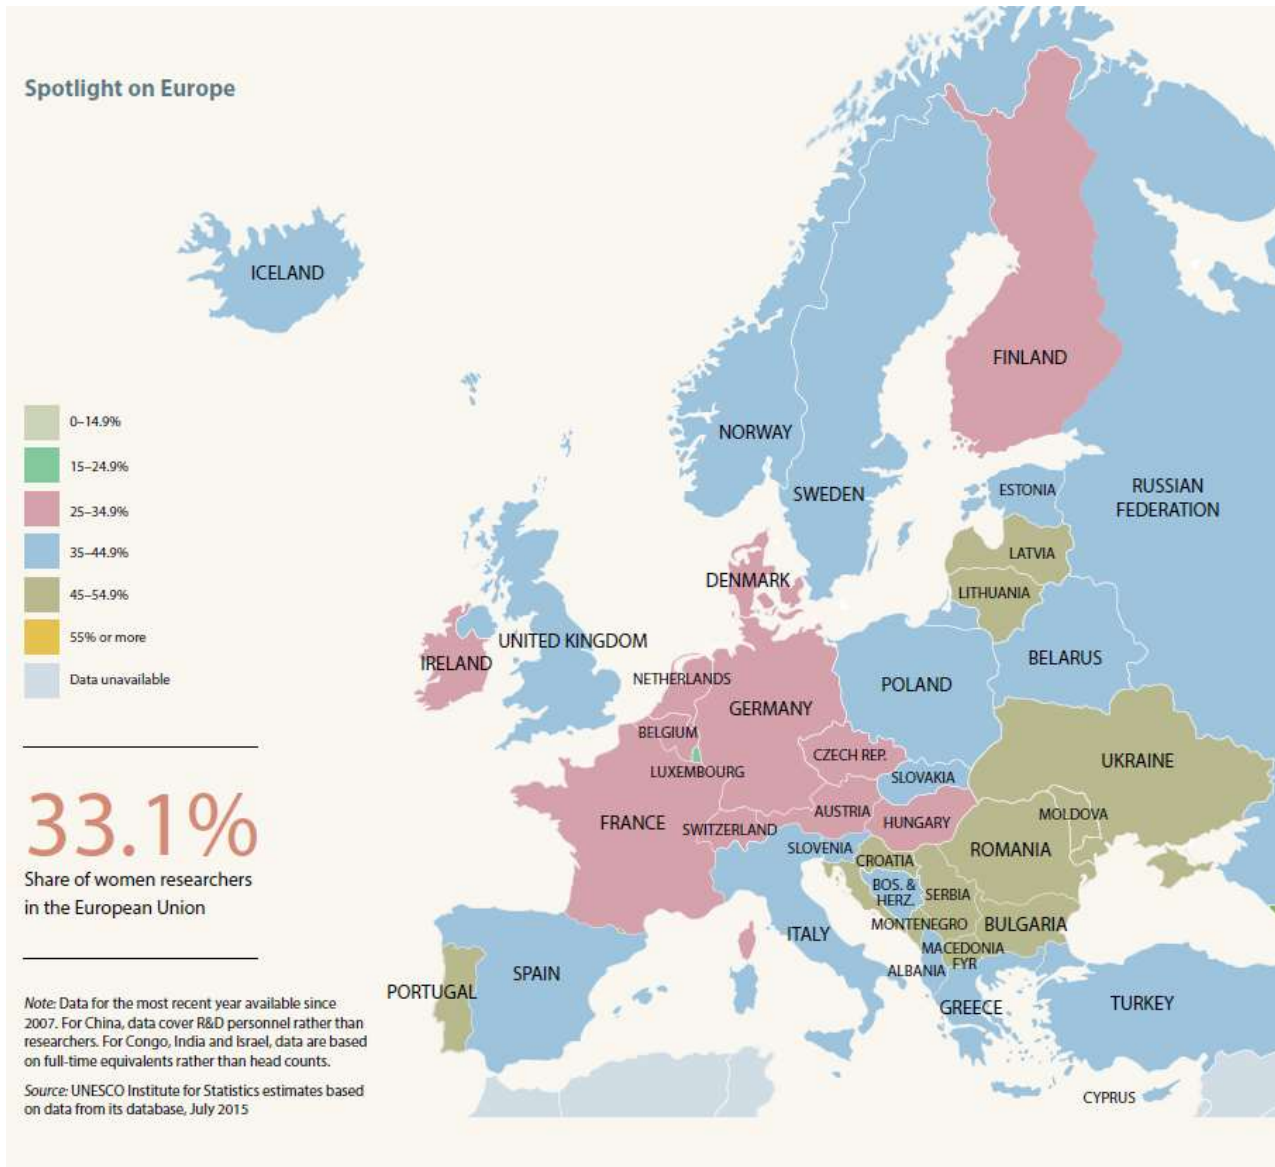 Spotlight on Europe
ICELAND
FINLAND
NORWAY
SWEDEN
ESTONIA
RUSSIAN
FEDERATION
LATVIA
LITHUANIA
DENMARK
0–14.9%
15–24.9%
25–34.9%
35–44.9%
45–54.9%
55% or more
Data unavailable
UNITED KINGDOM
IRELAND
NETHERLANDS
BELARUS
POLAND
GERMANY
BELGIUM
CZECH REP.
LUXEMBOURG
SLOVAKIA
UKRAINE
AUSTRIA
MOLDOVA
FRANCE
SWITZERLAND
HUNGARY
SLOVENIA
ROMANIA
CROATIA
BOS. &
HERZ.
SERBIA
MONTENEGRO
BULGARIA
ITALY
MACEDONIA
FYR
ALBANIA
SPAIN
PORTUGAL
GREECE
TURKEY
CYPRUS
33.1%
Share of women researchers
in the European Union
Note: Data for the most recent year available since
2007. For China, data cover R&D personnel rather than
researchers. For Congo, India and Israel, data are based
on full-time equivalents rather than head counts.
Source: UNESCO Institute for Statistics estimates based
on data from its database, July 2015